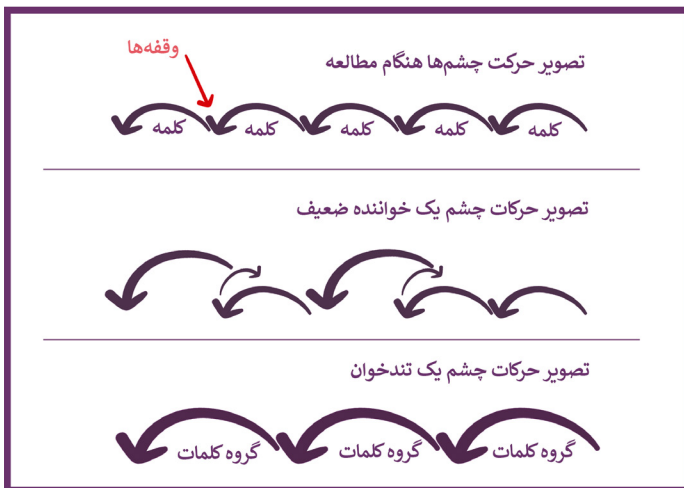 تصویر حرکت چشم‌ها هنگام مطالعه
وقفه‌ها
کلمه کلمه کلمه کلمه کلمه
تصویر حرکات چشم یک خواننده ضعیف
تصویر حرکات چشم یک تندخوان
گروه کلمات گروه کلمات گروه کلمات